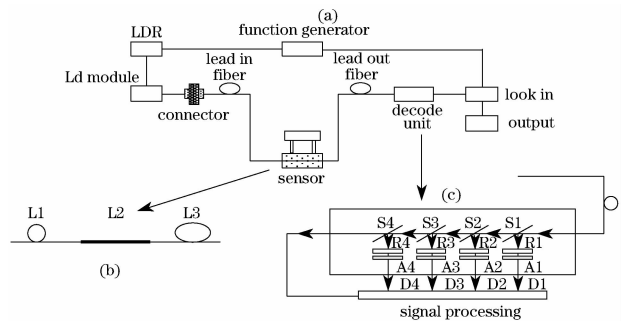 (a)
LDR
function generator
lead in
fiber
lead out
fiber
Ld module
connector
decode
unit
look in
output
sensor
(c)
L1
L2
L3
(b)
S4
S3
S2
S1
R4
R3
R2
R1
A4
A3
A2
A1
D4
D3
D2
D1
signal processing